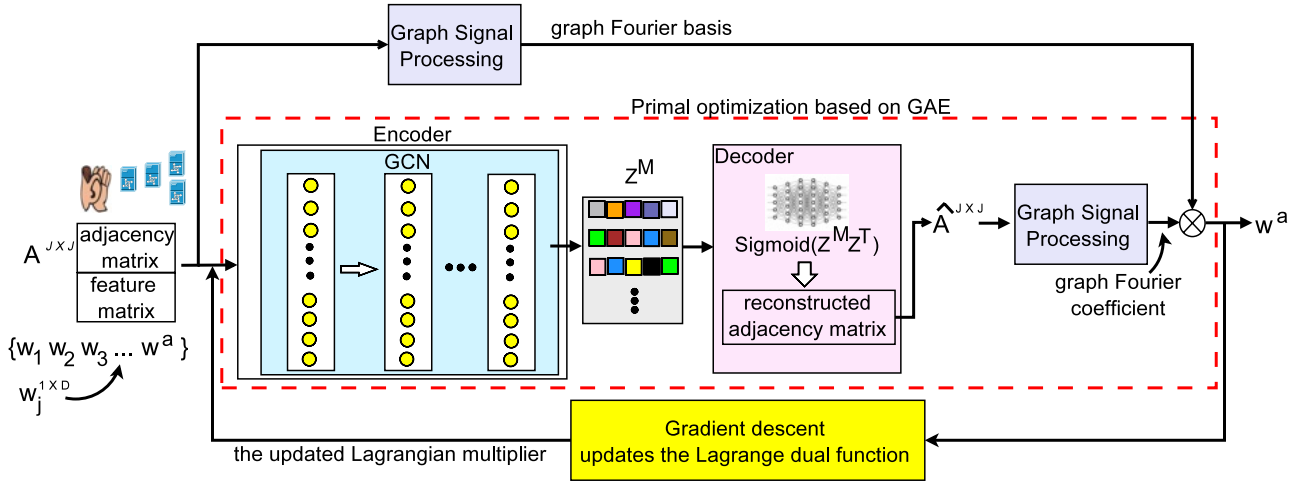 Graph Signal
Processing
graph Fourier basis
Primal optimization based on GAE
Encoder
GCN
Z^M
Decoder
Sigmoid(Z^M Z^T)
reconstructed
adjacency matrix
Â^{J X J}
Graph Signal
Processing
w^a
graph Fourier
coefficient
A^{J X J}
adjacency
matrix
feature
matrix
{w_1 w_2 w_3 ... w^a }
w_j^{1 X D}
the updated Lagrangian multiplier
Gradient descent
updates the Lagrange dual function